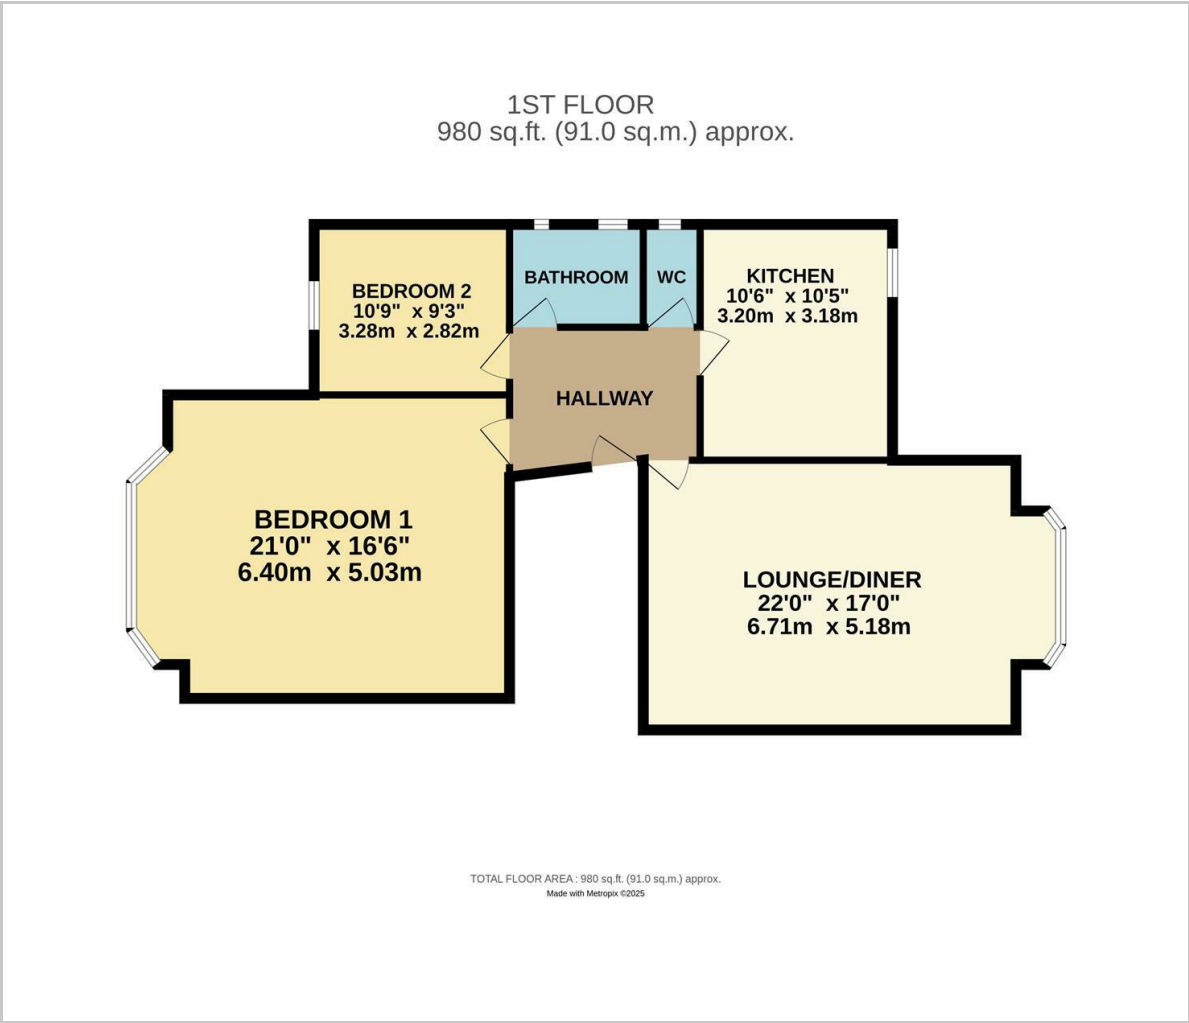 1ST FLOOR
980 sq.ft. (91.0 sq.m.) approx.
BEDROOM 2
10'9"  x 9'3"
3.28m  x 2.82m
BATHROOM
WC
KITCHEN
10'6"  x 10'5"
3.20m  x 3.18m
HALLWAY
BEDROOM 1
21'0"  x 16'6"
6.40m  x 5.03m
LOUNGE/DINER
22'0"  x 17'0"
6.71m  x 5.18m
TOTAL FLOOR AREA : 980 sq.ft. (91.0 sq.m.) approx.
Made with Metropix ©2025